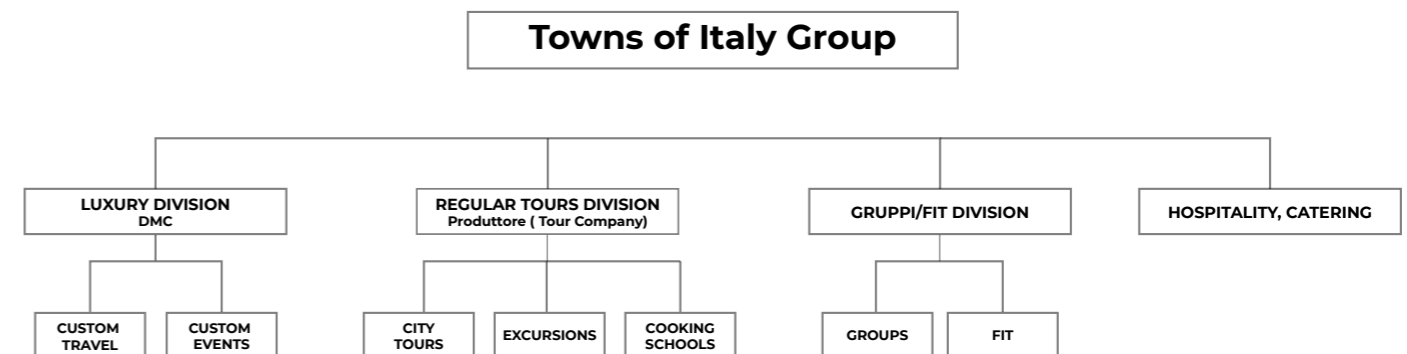 Towns of Italy Group
LUXURY DIVISION
DMC
REGULAR TOURS DIVISION
Produttore ( Tour Company)
GRUPPI/FIT DIVISION
HOSPITALITY, CATERING
CUSTOM
TRAVEL
CUSTOM
EVENTS
CITY
TOURS
EXCURSIONS
COOKING
SCHOOLS
GROUPS
FIT